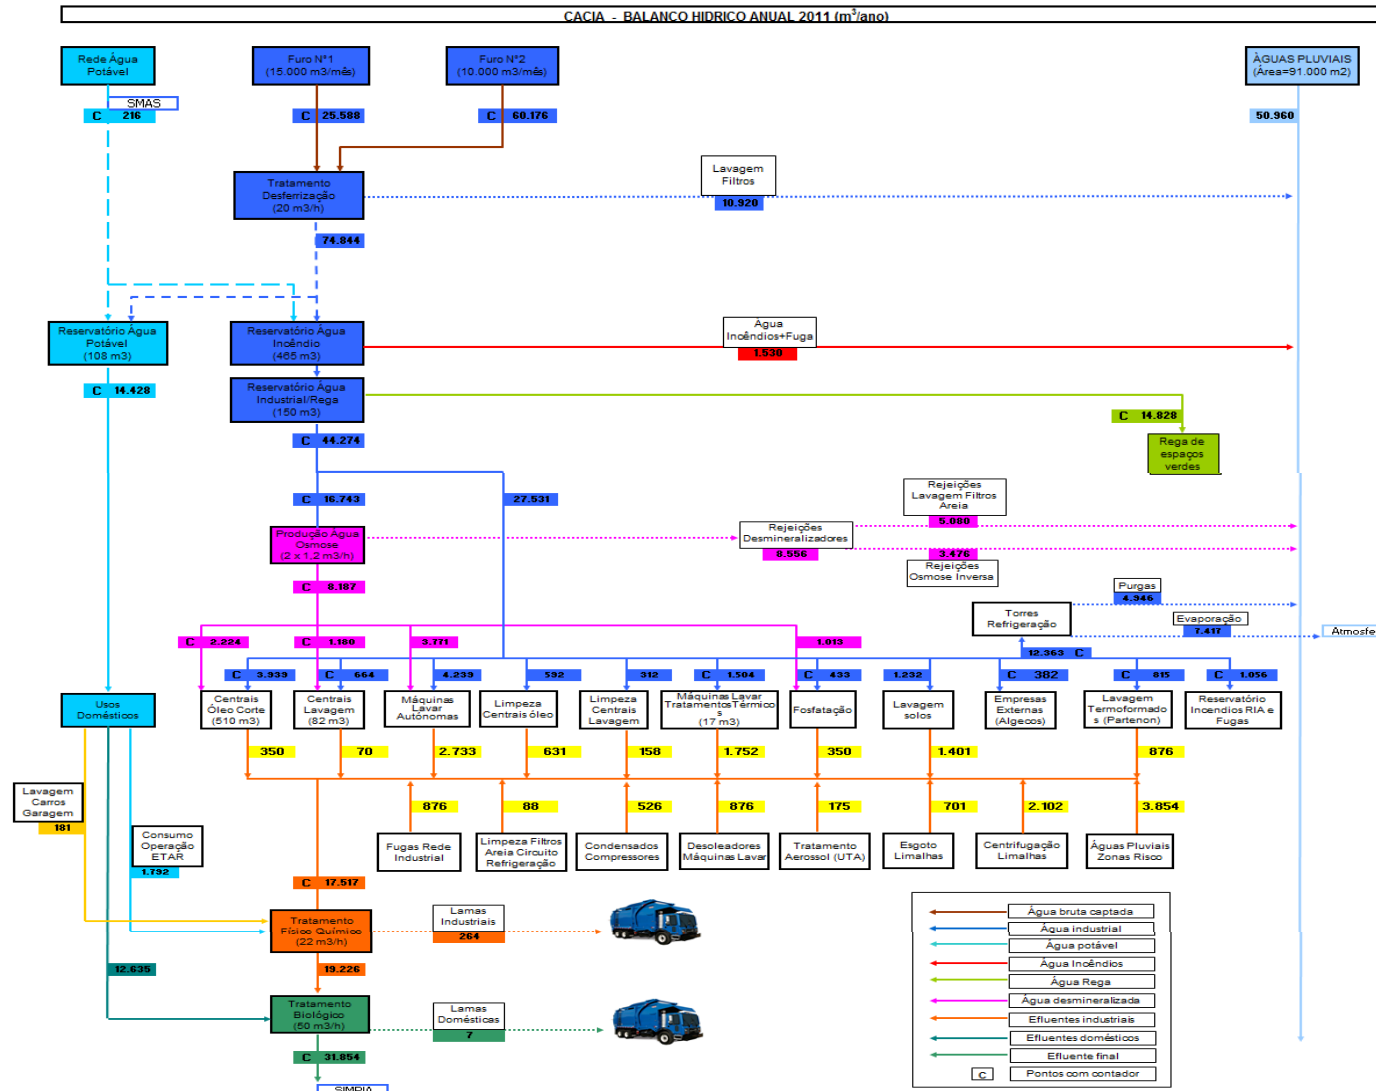 CACIA - BALANCO HIDRICO ANUAL 2011 (m³/ano)
Rede Água
Potável
Furo Nº1
(15.000 m3/mês)
Furo Nº2
(10.000 m3/mês)
ÀGUAS PLUVIAIS
(Área=91.000 m2)
SMAS
C 216
C 25.588
C 60.176
50.960
Tratamento
Desferrização
(20 m3/h)
Lavagem
Filtros
10.920
74.844
Reservatório Água
Potável
(108 m3)
Reservatório Água
Incêndio
(465 m3)
Água
Incêndios+Fuga
1.530
Reservatório Água
Industrial/Rega
(150 m3)
C 14.428
C 14.828
Rega de
espaços
verdes
C 44.274
C 16.743
27.531
Produção Água
Osmose
(2 x 1,2 m3/h)
Rejeições
Desmineralizadores
8.556
Rejeições
Lavagem Filtros
Areia
5.080
3.476
Rejeições
Osmose Inversa
C 8.187
Purgas
4.946
Torres
Refrigeração
Evaporação
7.417
Atmosfe
12.363 C
C 2.224
C 1.180
3.771
1.013
C 3.939
C 664
4.239
592
312
C 1.504
C 433
1.232
C 382
C 815
C 1.056
Centrais
Óleo Corte
(510 m3)
Centrais
Lavagem
(82 m3)
Máquinas
Lavar
Autónomas
Limpeza
Centrais óleo
Limpeza
Centrais
Lavagem
Máquinas Lavar
Tratamentos Térmico
s
(17 m3)
Fosfatação
Lavagem
solos
Empresas
Externas
(Algecos)
Lavagem
Termoformado
s (Partenon)
Reservatório
Incendios RIA e
Fugas
Usos
Domésticos
350
70
2.733
631
158
1.752
350
1.401
876
876
88
526
876
175
701
2.102
3.854
Fugas Rede
Industrial
Limpeza Filtros
Areia Circuito
Refrigeração
Condensados
Compressores
Desoleadores
Máquinas Lavar
Tratamento
Aerossol (UTA)
Esgoto
Limalhas
Centrifugação
Limalhas
Águas Pluviais
Zonas Risco
Lavagem
Carros
Garagem
181
Consumo
Operação
ETAR
1.792
C 17.517
Tratamento
Físico Químico
(22 m3/h)
Lamas
Industriais
264
12.635
19.226
Tratamento
Biológico
(50 m3/h)
Lamas
Domésticas
7
C 31.854
SIMRIA
Água bruta captada
Água industrial
Água potável
Água Incêndios
Água Rega
Água desmineralizada
Efluentes industriais
Efluentes domésticos
Efluente final
C Pontos com contador